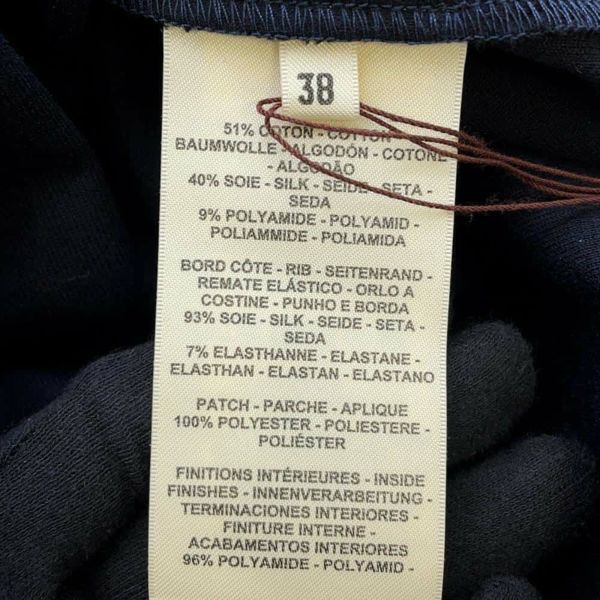 38
51% COTON - COTTON -
BAUMWOLLE - ALGODÓN - COTONE
- ALGODÃO
40% SOIE - SILK - SEIDE - SETA -
SEDA
9% POLYAMIDE - POLYAMID -
POLIAMMIDE - POLIAMIDA
BORD CÔTE - RIB - SEITENRAND -
REMATE ELÁSTICO - ORLO A
COSTINE - PUNHO E BORDA
93% SOIE - SILK - SEIDE - SETA -
SEDA
7% ELASTHANNE - ELASTANE -
ELASTHAN - ELASTAN - ELASTANO
PATCH - PARCHE - APLIQUE
100% POLYESTER - POLIESTERE -
POLIÉSTER
FINITIONS INTÉRIEURES - INSIDE
FINISHES - INNENVERARBEITUNG -
TERMINACIONES INTERIORES -
FINITURE INTERNE -
ACABAMENTOS INTERIORES
96% POLYAMIDE - POLYAMID -